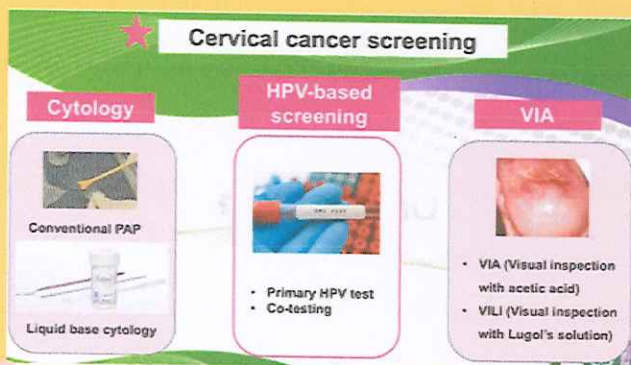 Cervical cancer screening
Cytology
Conventional PAP
Liquid base cytology
HPV-based
screening
• Primary HPV test
• Co-testing
VIA
• VIA (Visual inspection
with acetic acid)
• VILI (Visual inspection
with Lugol's solution)